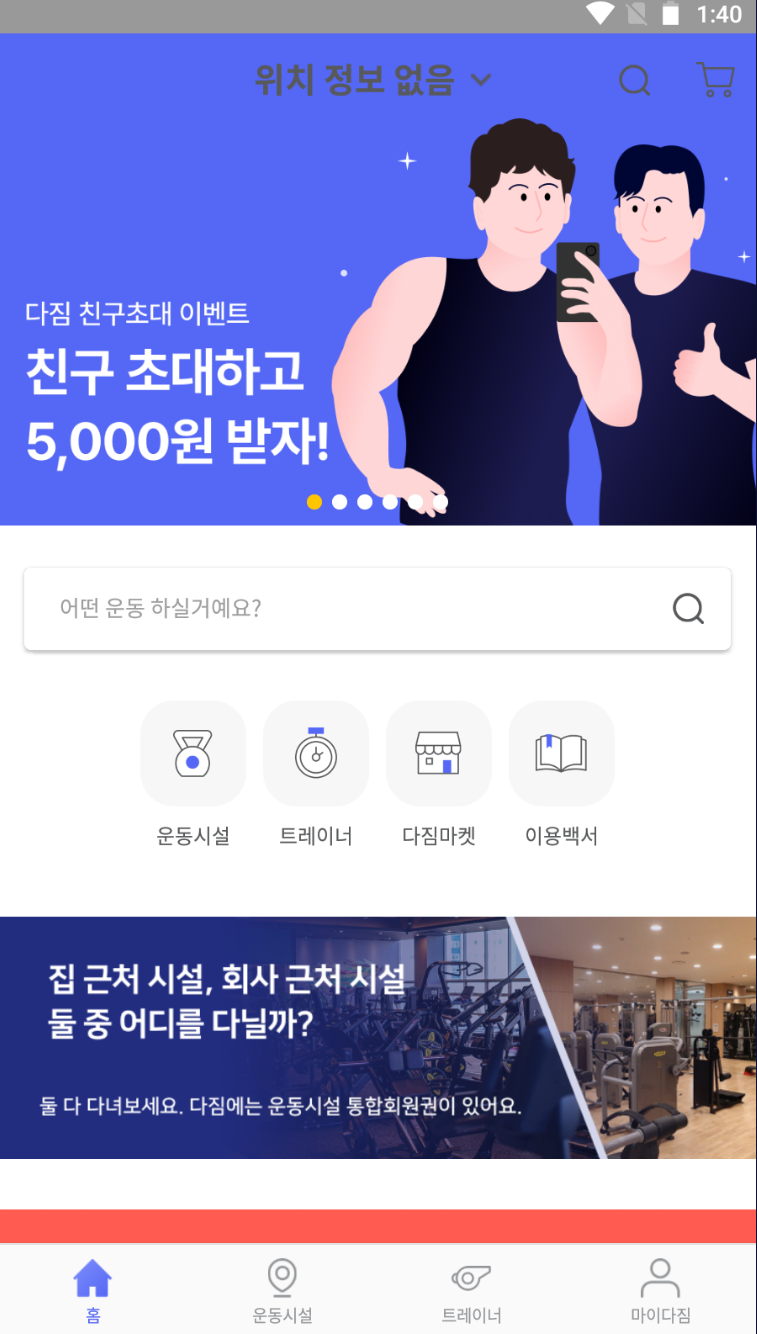 1:40
위치 정보 없음
다짐 친구초대 이벤트
친구 초대하고
5,000원 받자!
어떤 운동 하실거예요?
운동시설 트레이너 다짐마켓 이용백서
집 근처 시설, 회사 근처 시설
둘 중 어디를 다닐까?
둘 다 다녀보세요. 다짐에는 운동시설 통합회원권이 있어요.
홈 운동시설 트레이너 마이다짐